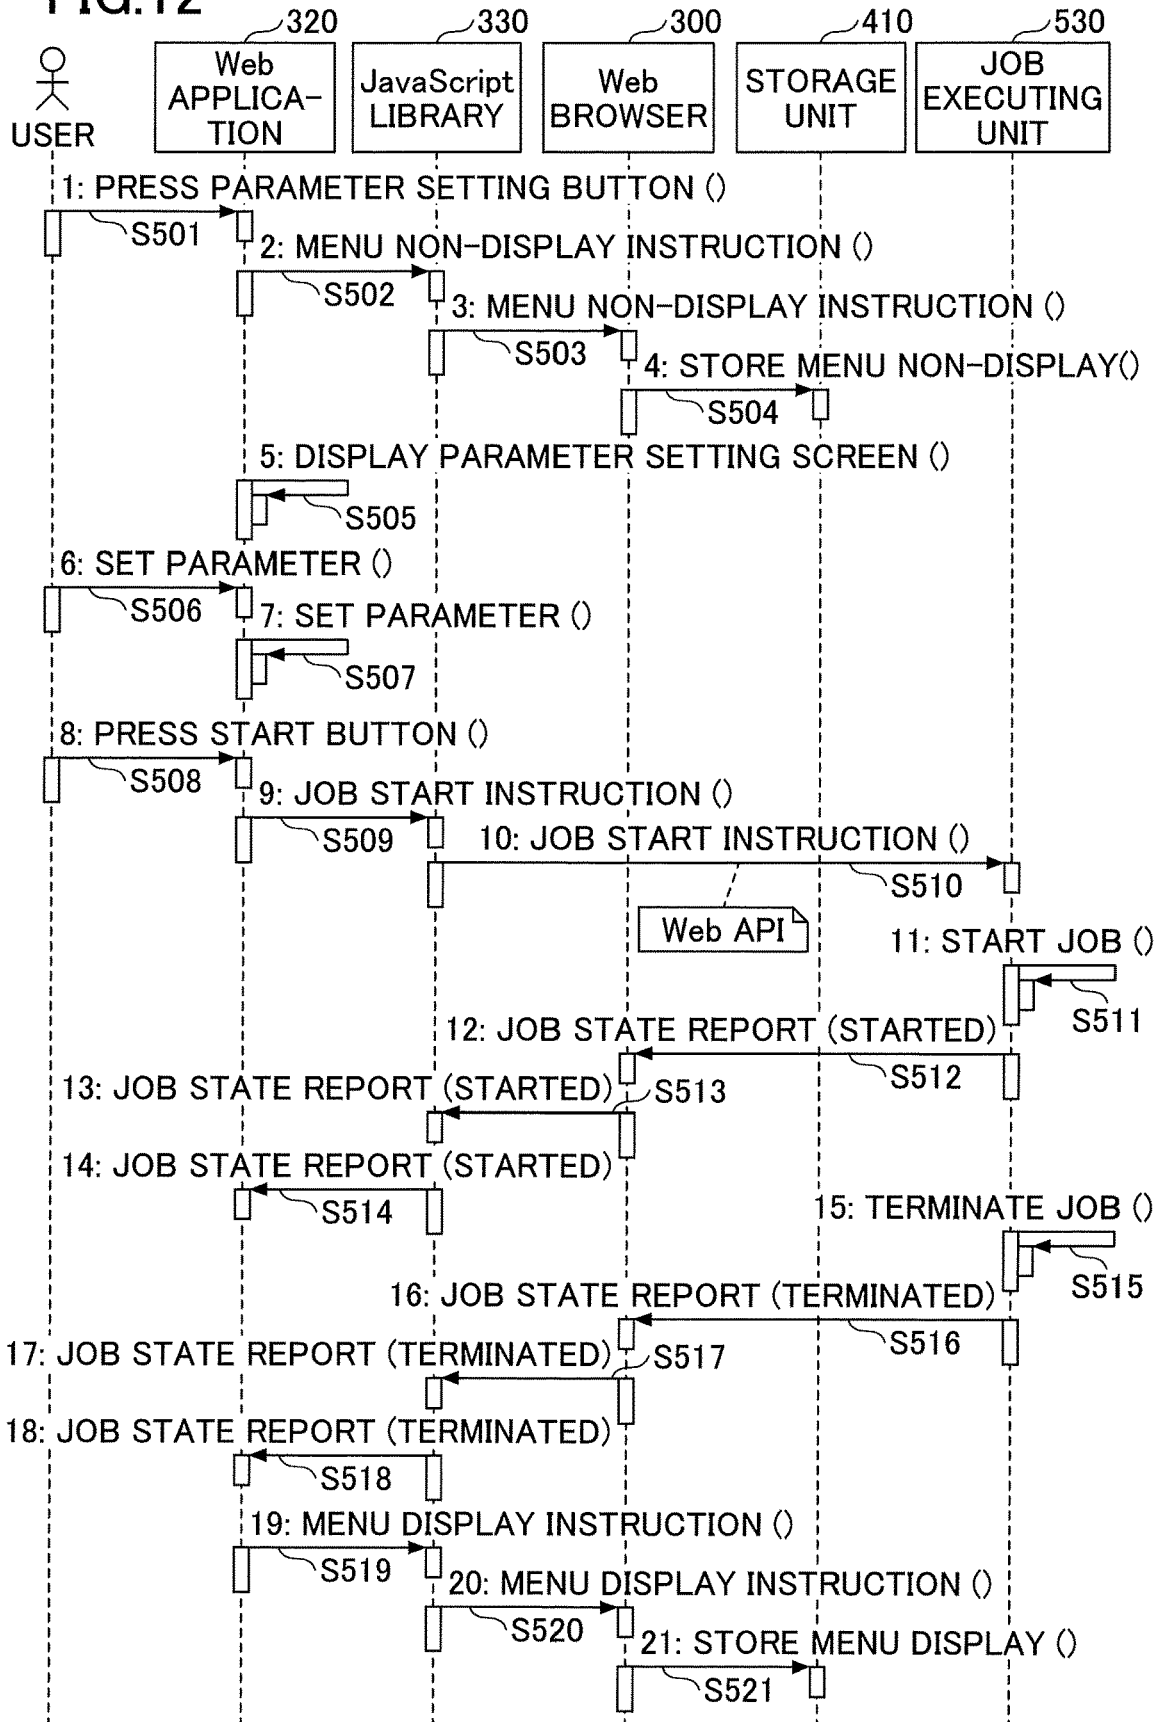 FIG.12
320
330
300
410
530
USER
Web
APPLICA-
TION
JavaScript
LIBRARY
Web
BROWSER
STORAGE
UNIT
JOB
EXECUTING
UNIT
1: PRESS PARAMETER SETTING BUTTON ()
S501
2: MENU NON-DISPLAY INSTRUCTION ()
S502
3: MENU NON-DISPLAY INSTRUCTION ()
S503
4: STORE MENU NON-DISPLAY()
S504
5: DISPLAY PARAMETER SETTING SCREEN ()
S505
6: SET PARAMETER ()
S506
7: SET PARAMETER ()
S507
8: PRESS START BUTTON ()
S508
9: JOB START INSTRUCTION ()
S509
10: JOB START INSTRUCTION ()
S510
Web API
11: START JOB ()
S511
12: JOB STATE REPORT (STARTED)
S512
13: JOB STATE REPORT (STARTED)
S513
14: JOB STATE REPORT (STARTED)
S514
15: TERMINATE JOB ()
S515
16: JOB STATE REPORT (TERMINATED)
S516
17: JOB STATE REPORT (TERMINATED)
S517
18: JOB STATE REPORT (TERMINATED)
S518
19: MENU DISPLAY INSTRUCTION ()
S519
20: MENU DISPLAY INSTRUCTION ()
S520
21: STORE MENU DISPLAY ()
S521